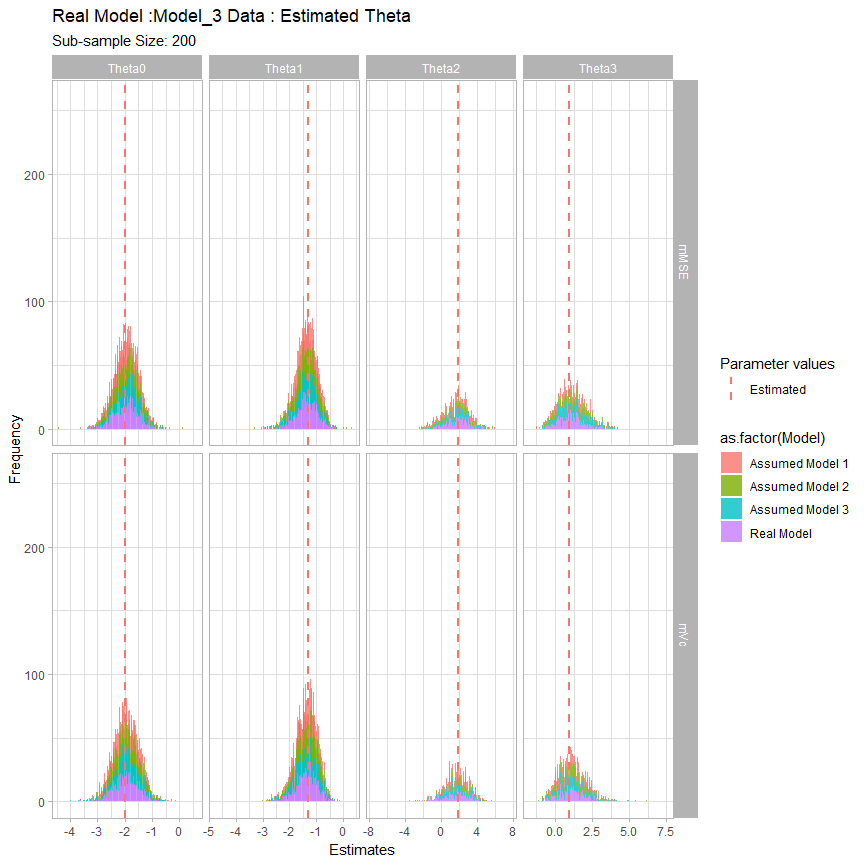 Real Model :Model_3 Data : Estimated Theta
Sub-sample Size: 200
Theta0 Theta1 Theta2 Theta3
200
100
0
mMSE
200
100
0
mVc
Frequency
-4 -3 -2 -1 0 -5 -4 -3 -2 -1 0 -8 -4 0 4 8 0.0 2.5 5.0 7.5
Estimates
Parameter values
Estimated
as.factor(Model)
Assumed Model 1
Assumed Model 2
Assumed Model 3
Real Model